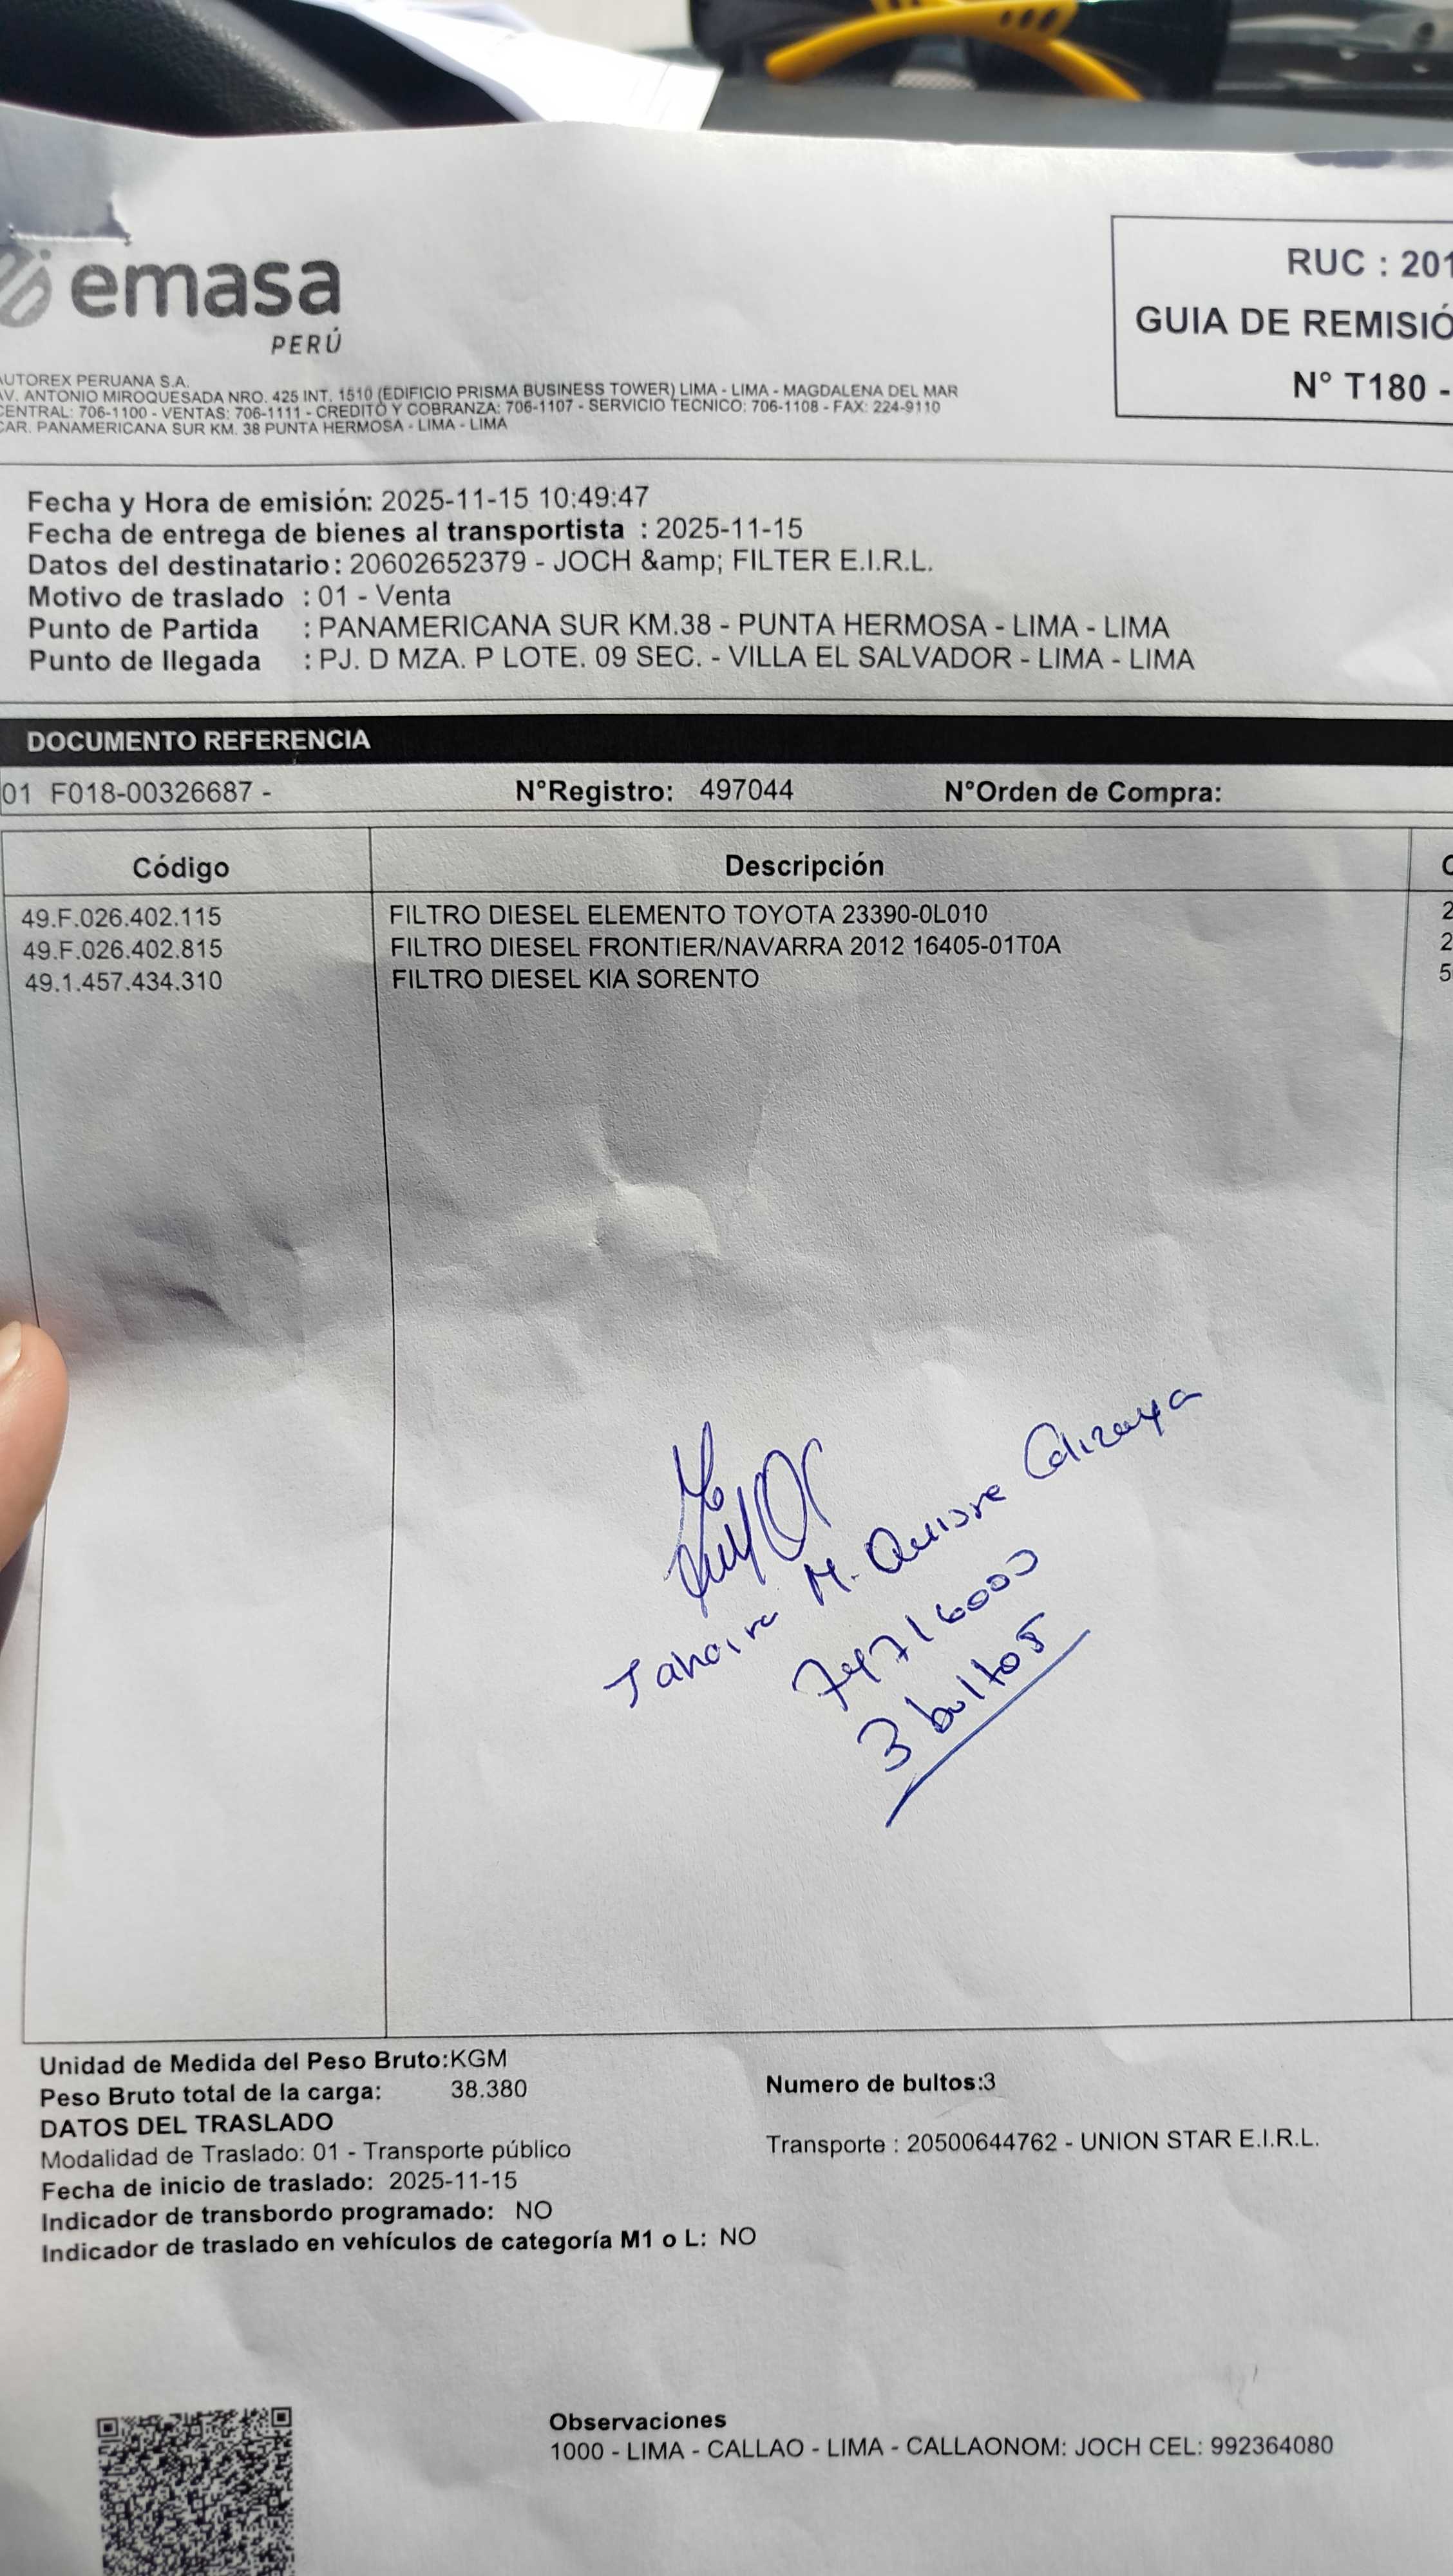 emasa
PERÚ
RUC : 201
GUIA DE REMISIÓ
N° T180 -
AUTOREX PERUANA S.A.
AV. ANTONIO MIROQUESADA NRO. 425 INT. 1510 (EDIFICIO PRISMA BUSINESS TOWER) LIMA - LIMA - MAGDALENA DEL MAR
CENTRAL: 706-1100 - VENTAS: 706-1111 - CREDITO Y COBRANZA: 706-1107 - SERVICIO TECNICO: 706-1108 - FAX: 224-9110
CAR. PANAMERICANA SUR KM. 38 PUNTA HERMOSA - LIMA - LIMA
Fecha y Hora de emisión: 2025-11-15 10:49:47
Fecha de entrega de bienes al transportista : 2025-11-15
Datos del destinatario : 20602652379 - JOCH &amp; FILTER E.I.R.L.
Motivo de traslado : 01 - Venta
Punto de Partida : PANAMERICANA SUR KM.38 - PUNTA HERMOSA - LIMA - LIMA
Punto de llegada : PJ. D MZA. P LOTE. 09 SEC. - VILLA EL SALVADOR - LIMA - LIMA
DOCUMENTO REFERENCIA
01 F018-00326687 - N°Registro: 497044 N°Orden de Compra:
Código Descripción C
49.F.026.402.115 FILTRO DIESEL ELEMENTO TOYOTA 23390-0L010 2
49.F.026.402.815 FILTRO DIESEL FRONTIER/NAVARRA 2012 16405-01T0A 2
49.1.457.434.310 FILTRO DIESEL KIA SORENTO 5
M.
3 bultos
Unidad de Medida del Peso Bruto:KGM
Peso Bruto total de la carga: 38.380 Numero de bultos:3
DATOS DEL TRASLADO
Modalidad de Traslado: 01 - Transporte público Transporte : 20500644762 - UNION STAR E.I.R.L.
Fecha de inicio de traslado: 2025-11-15
Indicador de transbordo programado: NO
Indicador de traslado en vehículos de categoría M1 o L: NO
Observaciones
1000 - LIMA - CALLAO - LIMA - CALLAONOM: JOCH CEL: 992364080